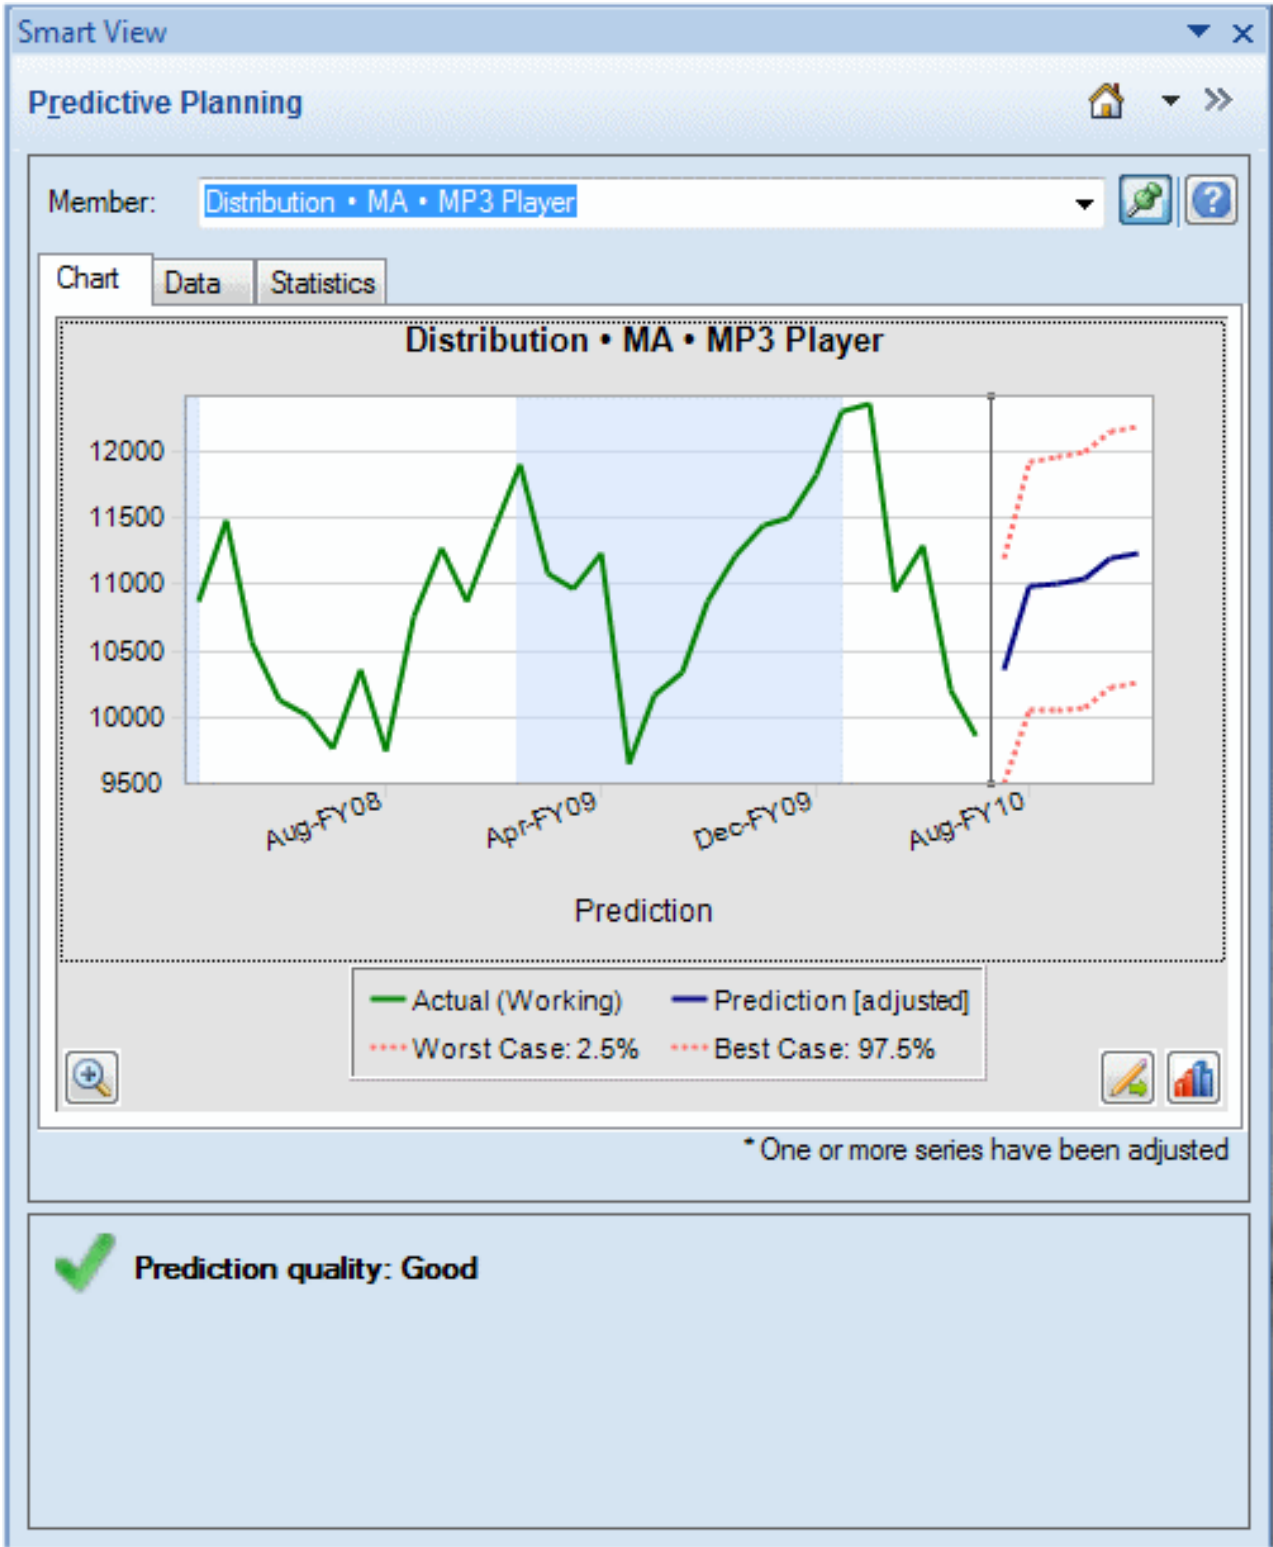 Smart View
Predictive Planning
Member: Distribution • MA • MP3 Player
Chart Data Statistics
Distribution • MA • MP3 Player
12000
11500
11000
10500
10000
9500
Aug-FY08 Apr-FY09 Dec-FY09 Aug-FY10
Prediction
Actual (Working) Prediction [adjusted]
Worst Case: 2.5% Best Case: 97.5%
* One or more series have been adjusted
Prediction quality: Good